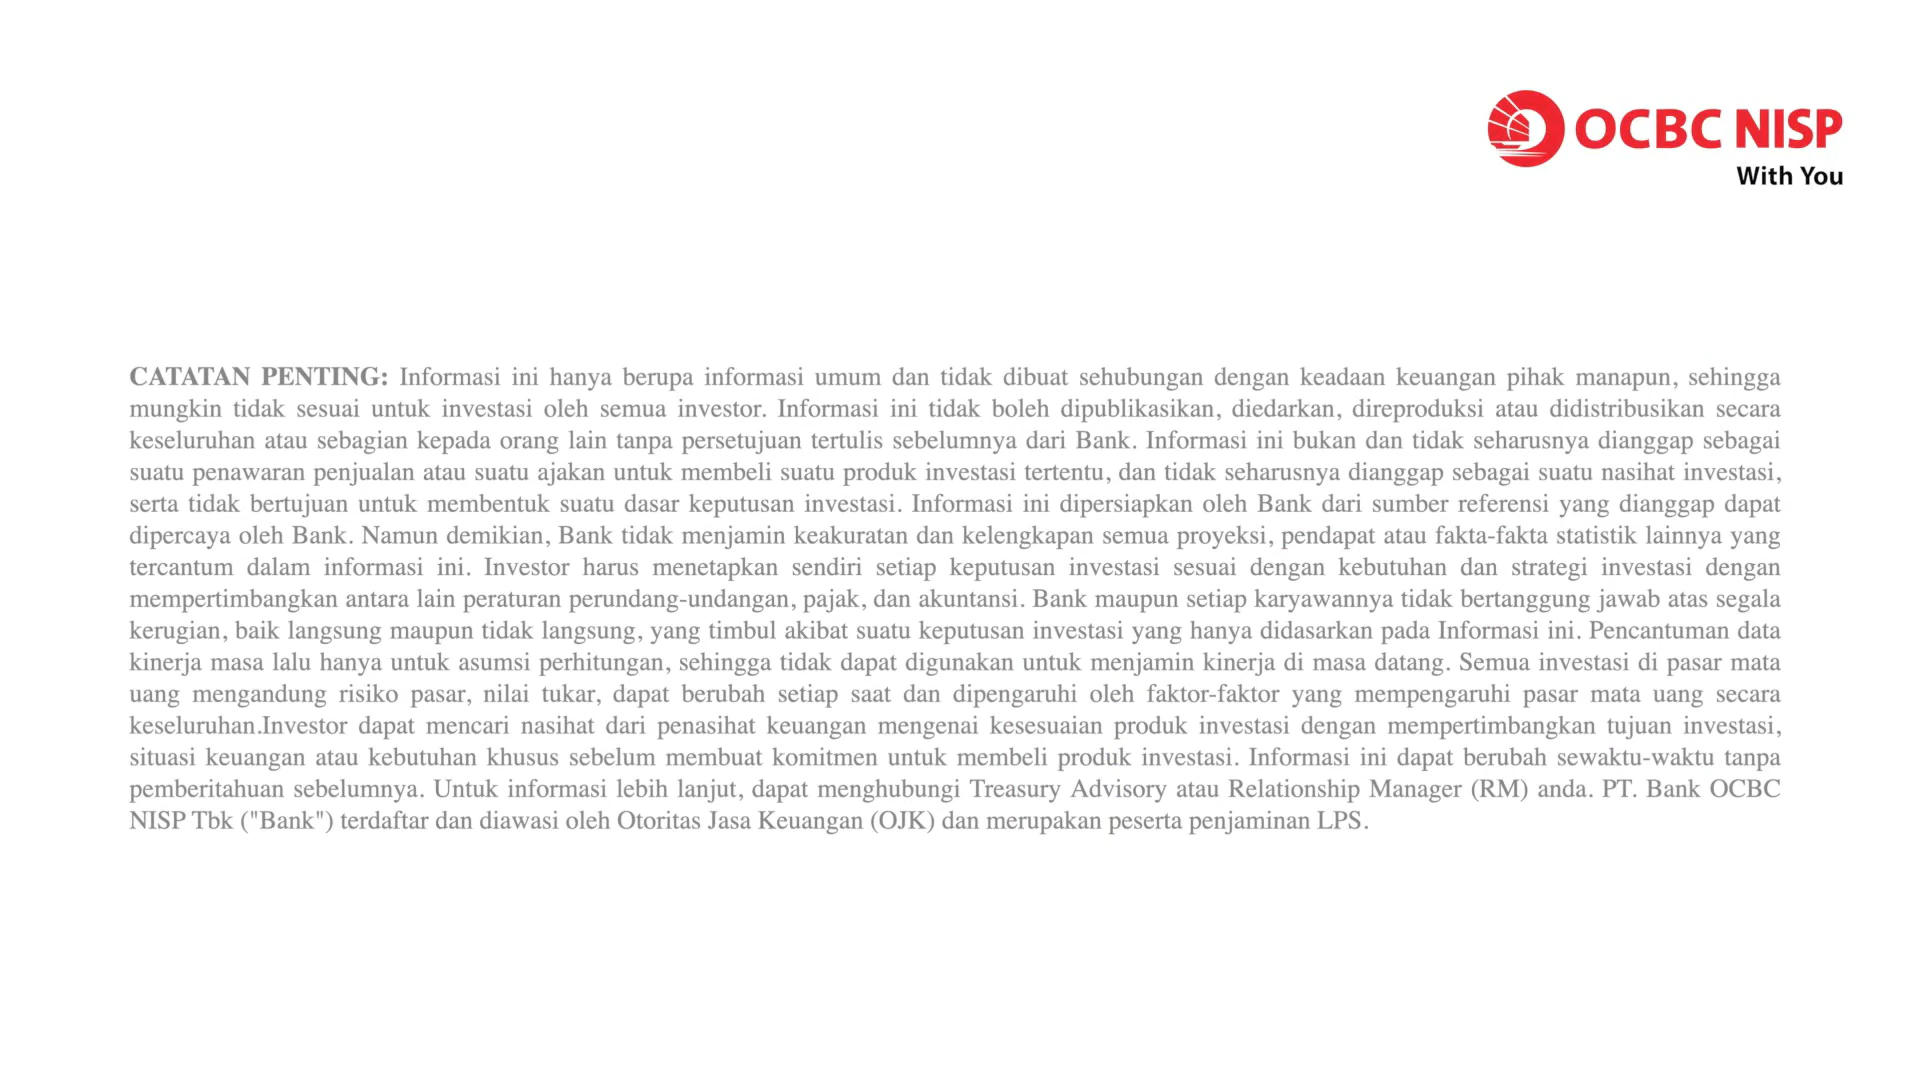 OCBC NISP
With You
CATATAN PENTING: Informasi ini hanya berupa informasi umum dan tidak dibuat sehubungan dengan keadaan keuangan pihak manapun, sehingga
mungkin tidak sesuai untuk investasi oleh semua investor. Informasi ini tidak boleh dipublikasikan, diedarkan, direproduksi atau didistribusikan secara
keseluruhan atau sebagian kepada orang lain tanpa persetujuan tertulis sebelumnya dari Bank. Informasi ini bukan dan tidak seharusnya dianggap sebagai
suatu penawaran penjualan atau suatu ajakan untuk membeli suatu produk investasi tertentu, dan tidak seharusnya dianggap sebagai suatu nasihat investasi,
serta tidak bertujuan untuk membentuk suatu dasar keputusan investasi. Informasi ini dipersiapkan oleh Bank dari sumber referensi yang dianggap dapat
dipercaya oleh Bank. Namun demikian, Bank tidak menjamin keakuratan dan kelengkapan semua proyeksi, pendapat atau fakta-fakta statistik lainnya yang
tercantum dalam informasi ini. Investor harus menetapkan sendiri setiap keputusan investasi sesuai dengan kebutuhan dan strategi investasi dengan
mempertimbangkan antara lain peraturan perundang-undangan, pajak, dan akuntansi. Bank maupun setiap karyawannya tidak bertanggung jawab atas segala
kerugian, baik langsung maupun tidak langsung, yang timbul akibat suatu keputusan investasi yang hanya didasarkan pada Informasi ini. Pencantuman data
kinerja masa lalu hanya untuk asumsi perhitungan, sehingga tidak dapat digunakan untuk menjamin kinerja di masa datang. Semua investasi di pasar mata
uang mengandung risiko pasar, nilai tukar, dapat berubah setiap saat dan dipengaruhi oleh faktor-faktor yang mempengaruhi pasar mata uang secara
keseluruhan.Investor dapat mencari nasihat dari penasihat keuangan mengenai kesesuaian produk investasi dengan mempertimbangkan tujuan investasi,
situasi keuangan atau kebutuhan khusus sebelum membuat komitmen untuk membeli produk investasi. Informasi ini dapat berubah sewaktu-waktu tanpa
pemberitahuan sebelumnya. Untuk informasi lebih lanjut, dapat menghubungi Treasury Advisory atau Relationship Manager (RM) anda. PT. Bank OCBC
NISP Tbk ("Bank") terdaftar dan diawasi oleh Otoritas Jasa Keuangan (OJK) dan merupakan peserta penjaminan LPS.